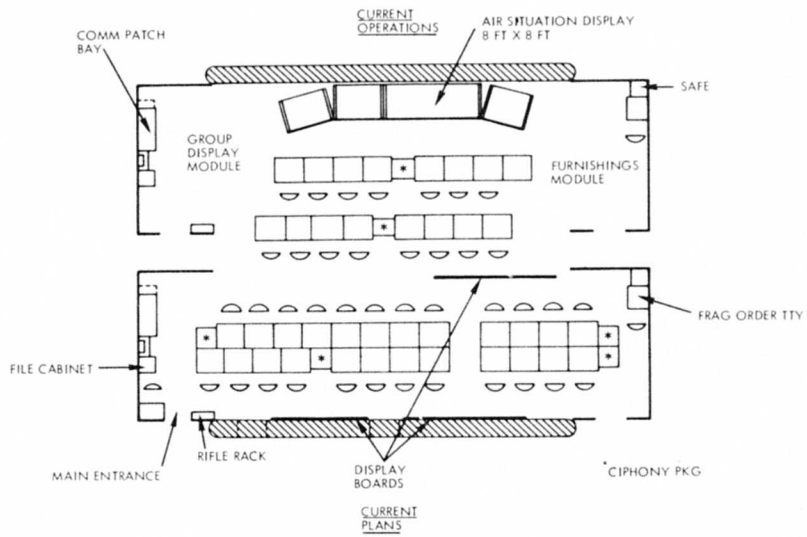 CURRENT
OPERATIONS
AIR SITUATION DISPLAY
8 FT X 8 FT
COMM PATCH
BAY
SAFE
GROUP
DISPLAY
MODULE
FURNISHINGS
MODULE
*
*
FRAG ORDER TTY
*
*
*
*
FILE CABINET
MAIN ENTRANCE
RIFLE RACK
DISPLAY
BOARDS
*CIPHONY PKG
CURRENT
PLANS